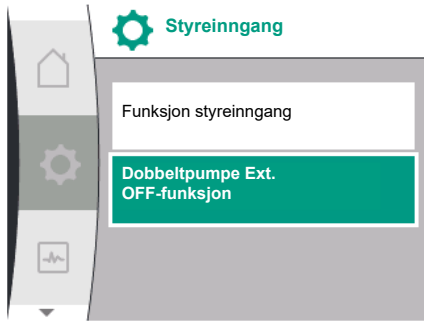 Styreinngang
Funksjon styreinngang
Dobbeltpumpe Ext.
OFF-funksjon